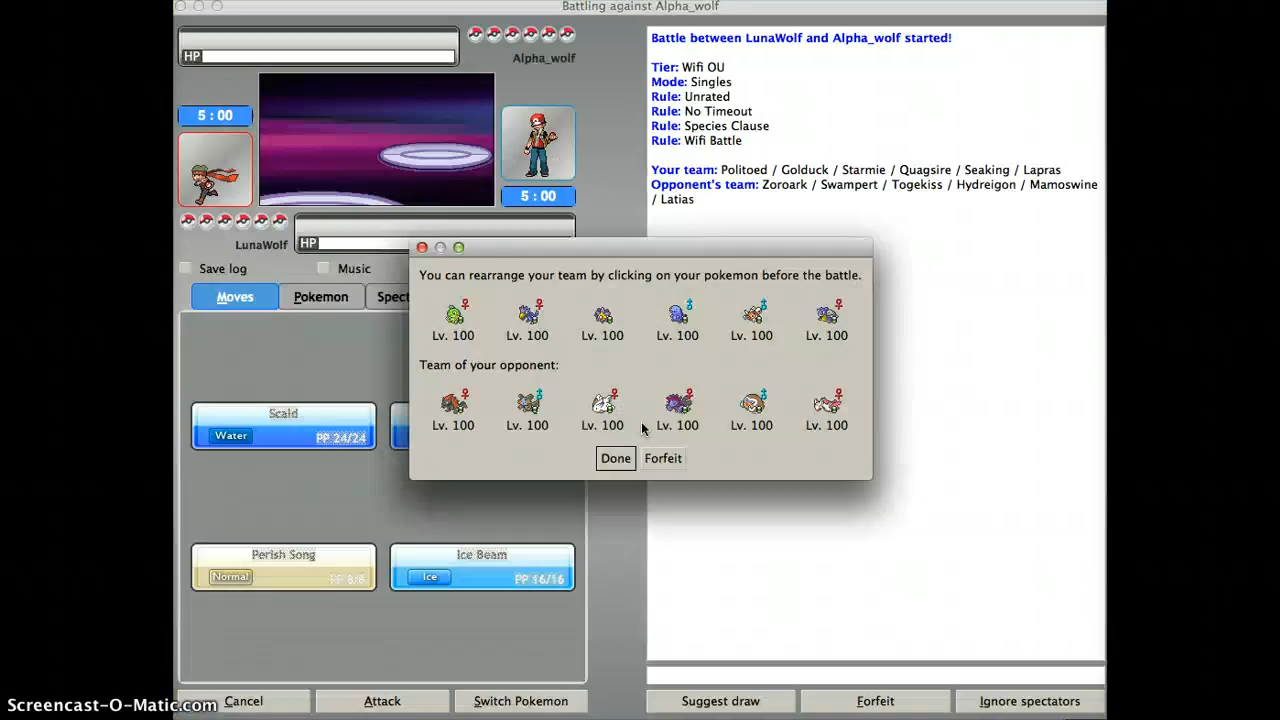 Battling against Alpha_wolf
HP
Alpha_wolf
5:00
5:00
LunaWolf
HP
Save log
Music
Moves
Pokemon
Spect
Scald
Water
PP 24/24
Perish Song
Normal
PP 8/8
Ice Beam
Ice
PP 16/16
Cancel
Attack
Switch Pokemon
Battle between LunaWolf and Alpha_wolf started!
Tier: Wifi OU
Mode: Singles
Rule: Unrated
Rule: No Timeout
Rule: Species Clause
Rule: Wifi Battle
Your team: Politoed / Golduck / Starmie / Quagsire / Seaking / Lapras
Opponent's team: Zoroark / Swampert / Togekiss / Hydreigon / Mamoswine
/ Latias
You can rearrange your team by clicking on your pokemon before the battle.
Lv. 100 Lv. 100 Lv. 100 Lv. 100 Lv. 100 Lv. 100
Team of your opponent:
Lv. 100 Lv. 100 Lv. 100 Lv. 100 Lv. 100 Lv. 100
Done Forfeit
Suggest draw
Forfeit
Ignore spectators
Screencast-O-Matic.com